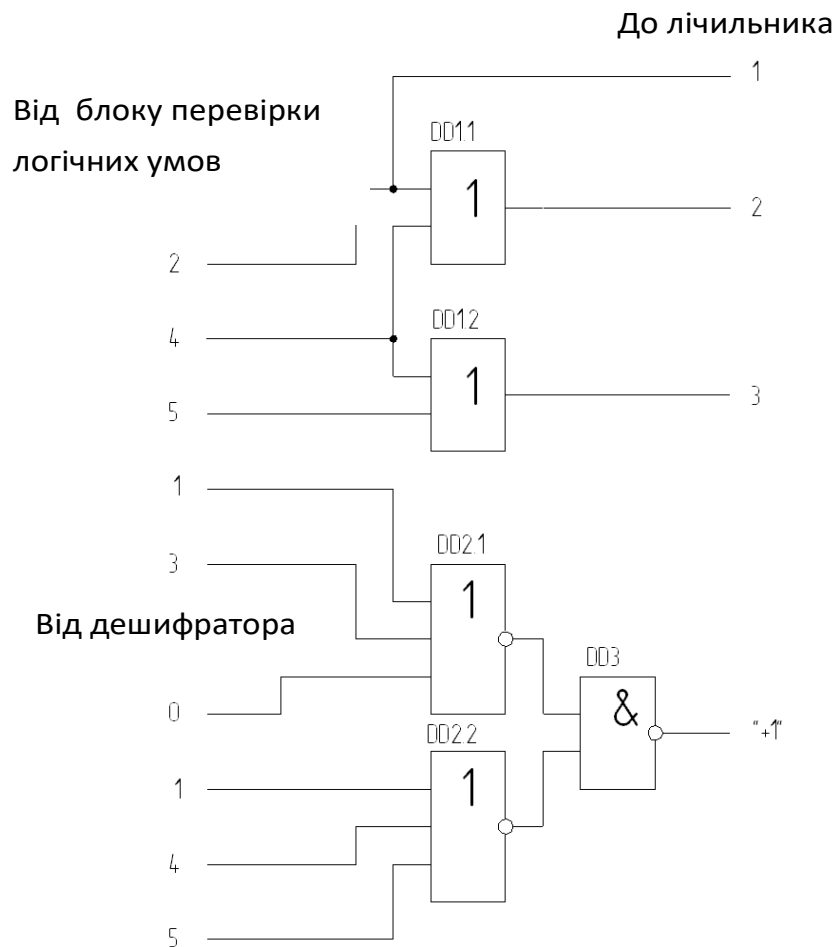 До лічильника
1
Від блоку перевірки
логічних умов
DD1.1
1
2
2
4
DD1.2
1
3
5
1
3
DD2.1
1
Від дешифратора
DD3
&
0
"+1"
DD2.2
1
1
4
5